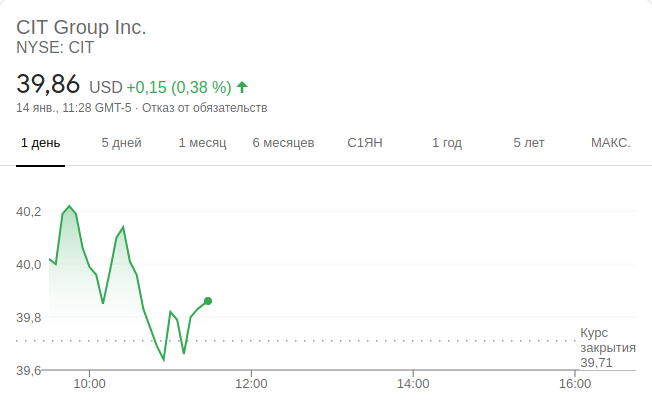 CIT Group Inc.
NYSE: CIT
39,86 USD +0,15 (0,38 %)
14 янв., 11:28 GMT-5 · Отказ от обязательств
1 день 5 дней 1 месяц 6 месяцев С1ЯН 1 год 5 лет МАКС.
40,2
40,0
39,8
Курс
закрытия
39,71
39,6
10:00 12:00 14:00 16:00